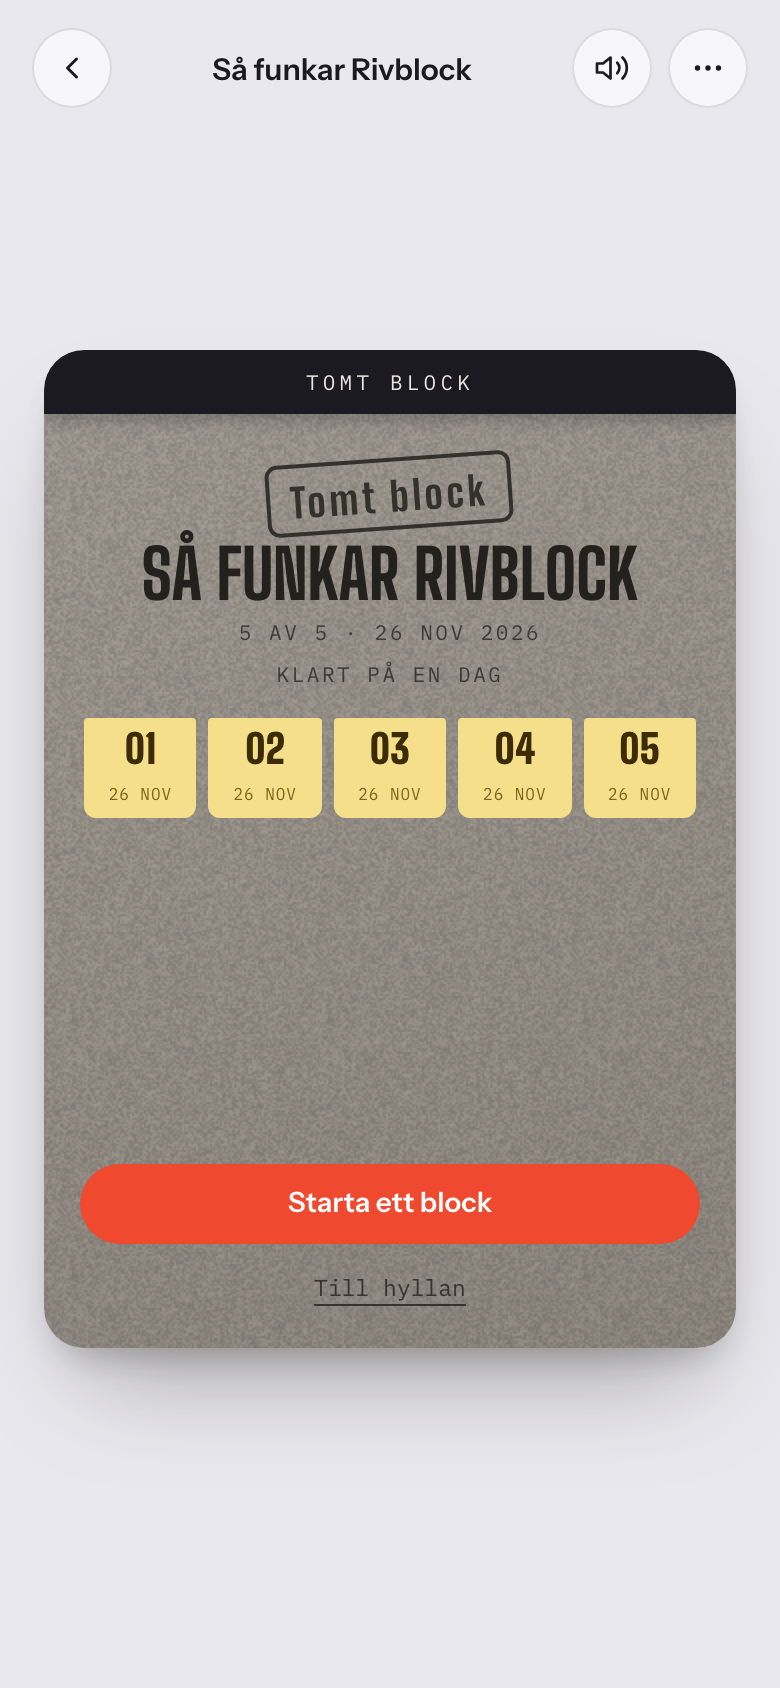 Så funkar Rivblock
TOMT BLOCK
Tomt block
SÅ FUNKAR RIVBLOCK
5 AV 5 · 26 NOV 2026
KLART PÅ EN DAG
01 02 03 04 05
26 NOV 26 NOV 26 NOV 26 NOV 26 NOV
Starta ett block
Till hyllan